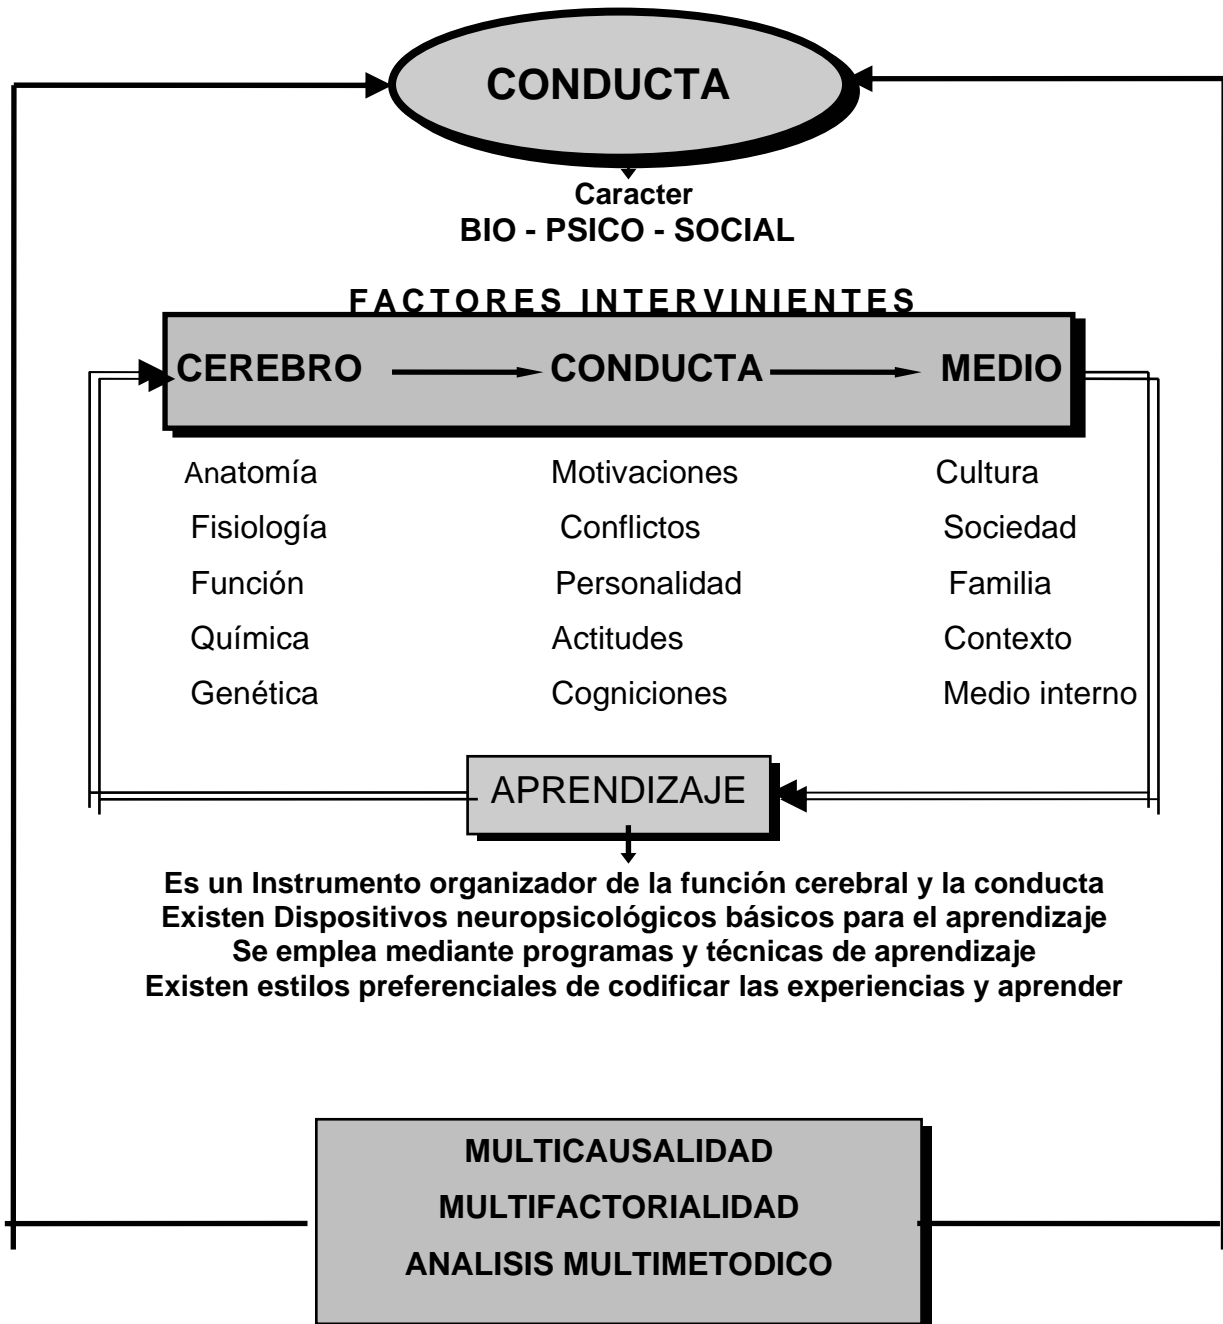 CONDUCTA
Caracter
BIO - PSICO - SOCIAL
FACTORES INTERVINIENTES
CEREBRO CONDUCTA MEDIO
Anatomía Motivaciones Cultura
Fisiología Conflictos Sociedad
Función Personalidad Familia
Química Actitudes Contexto
Genética Cogniciones Medio interno
APRENDIZAJE
Es un Instrumento organizador de la función cerebral y la conducta
Existen Dispositivos neuropsicológicos básicos para el aprendizaje
Se emplea mediante programas y técnicas de aprendizaje
Existen estilos preferenciales de codificar las experiencias y aprender
MULTICAUSALIDAD
MULTIFACTORIALIDAD
ANALISIS MULTIMETODICO